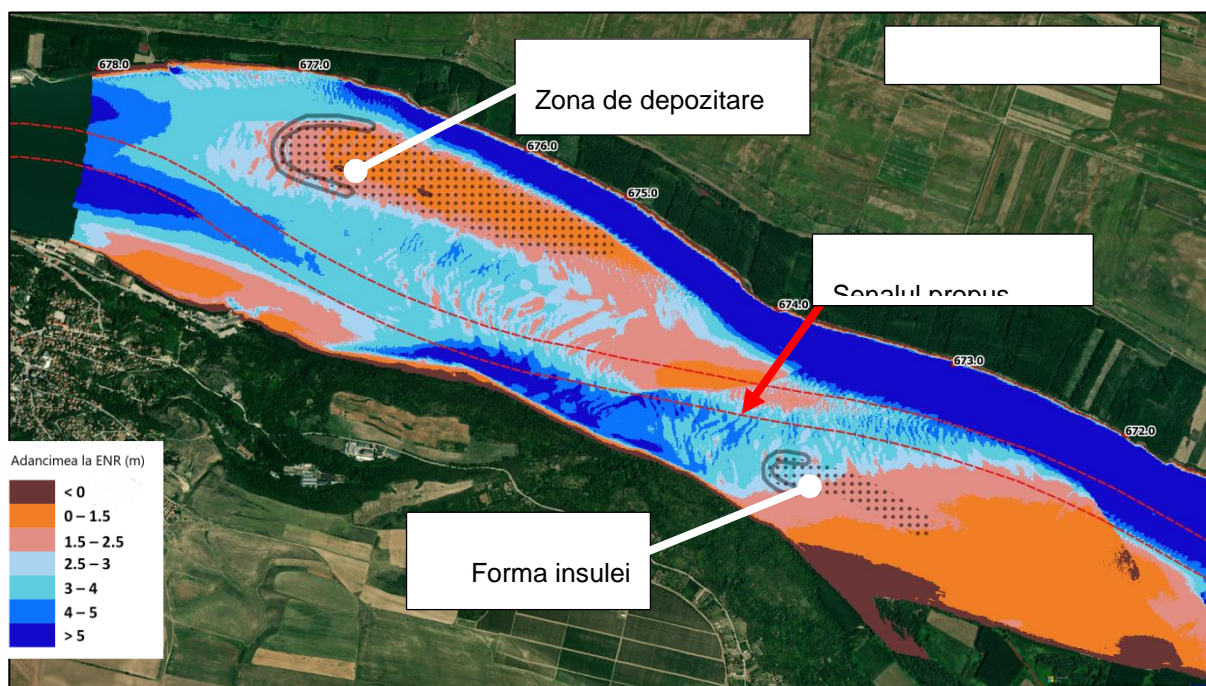 678.0
677.0
Zona de depozitare
676.0
675.0
674.0
Senalul propus
673.0
672.0
Adancimea la ENR (m)
< 0
0 – 1.5
1.5 – 2.5
2.5 – 3
3 – 4
4 – 5
> 5
Forma insulei